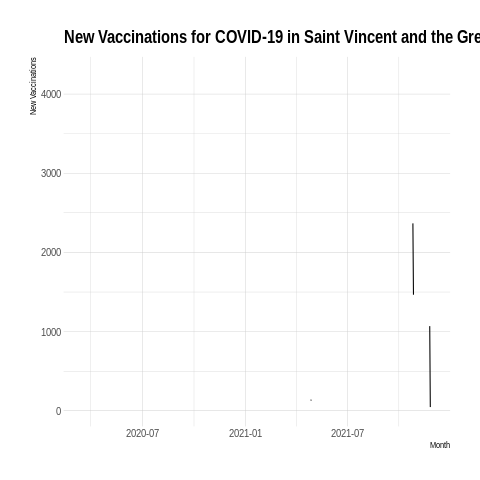 New Vaccinations for COVID-19 in Saint Vincent and the Gre
New Vaccinations
4000
3000
2000
1000
0
2020-07
2021-01
2021-07
Month